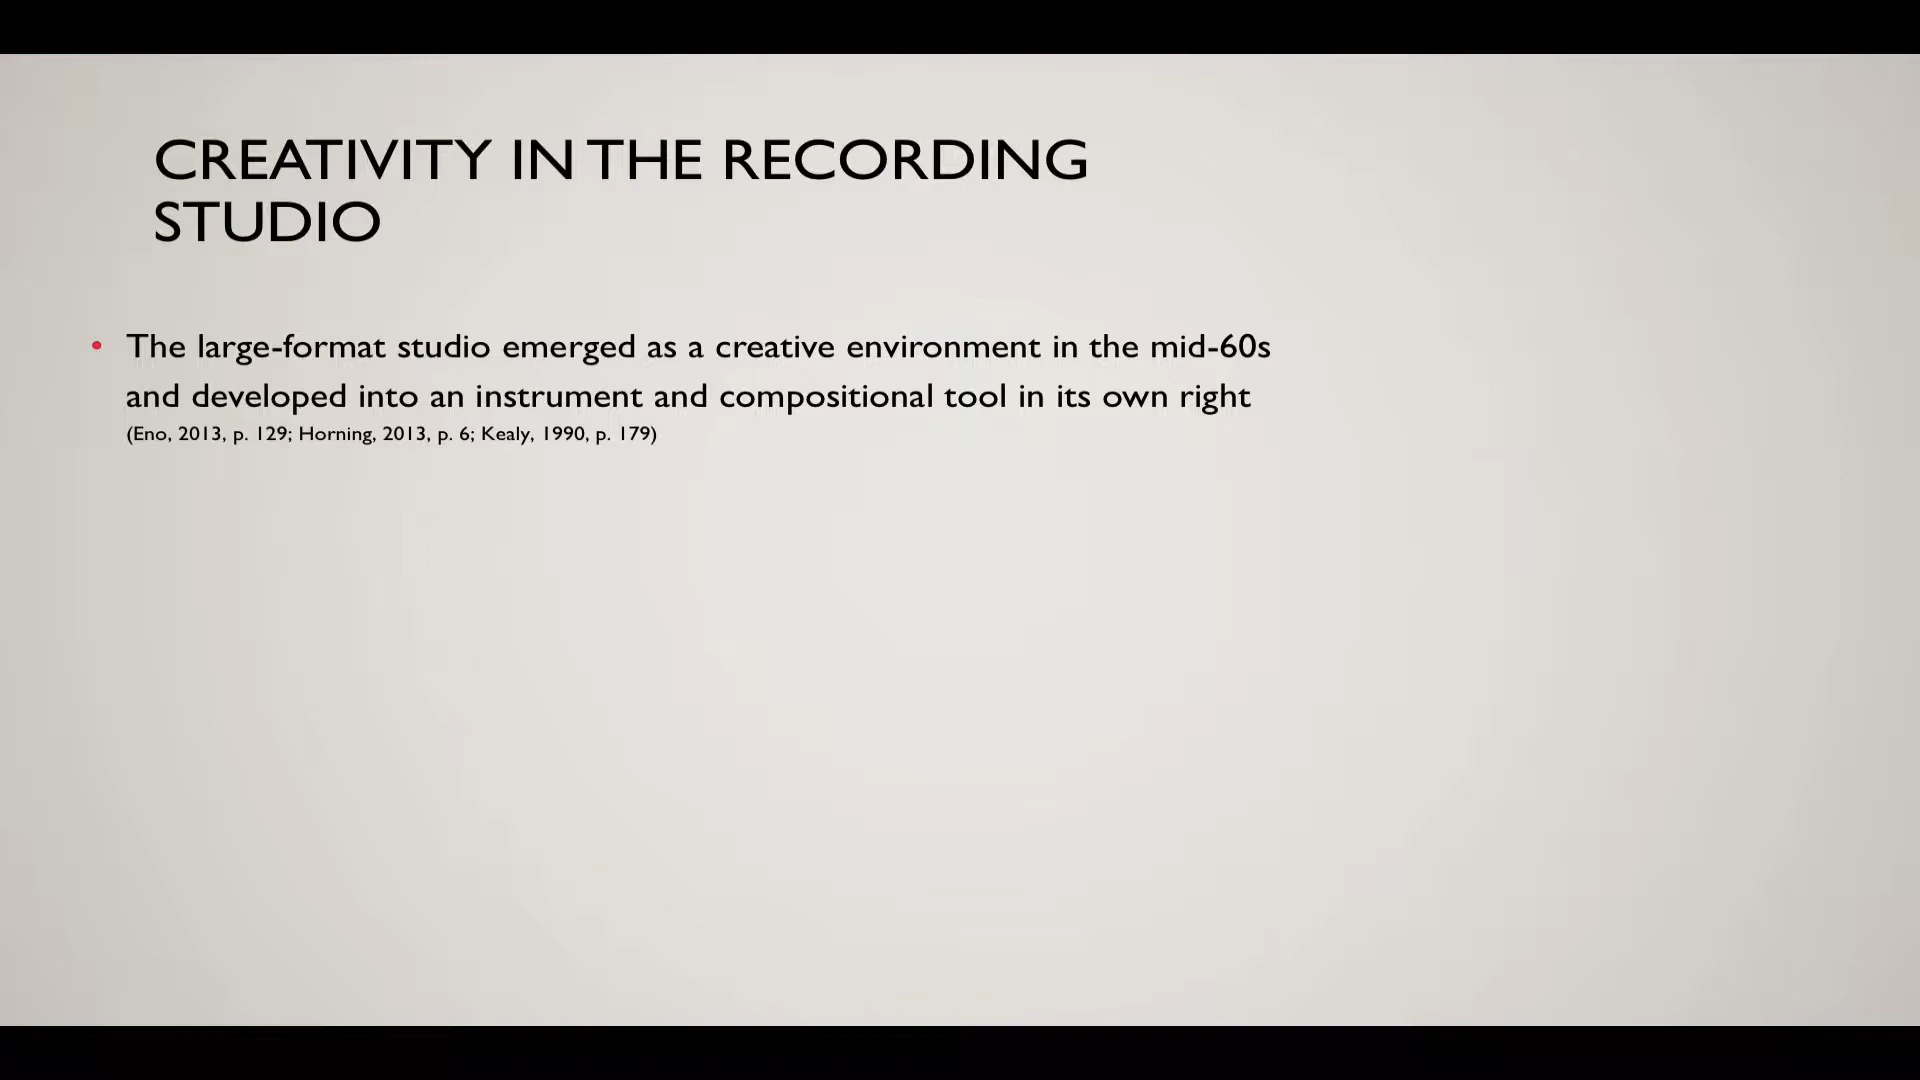 CREATIVITY IN THE RECORDING
STUDIO
• The large-format studio emerged as a creative environment in the mid-60s
and developed into an instrument and compositional tool in its own right
(Eno, 2013, p. 129; Horning, 2013, p. 6; Kealy, 1990, p. 179)